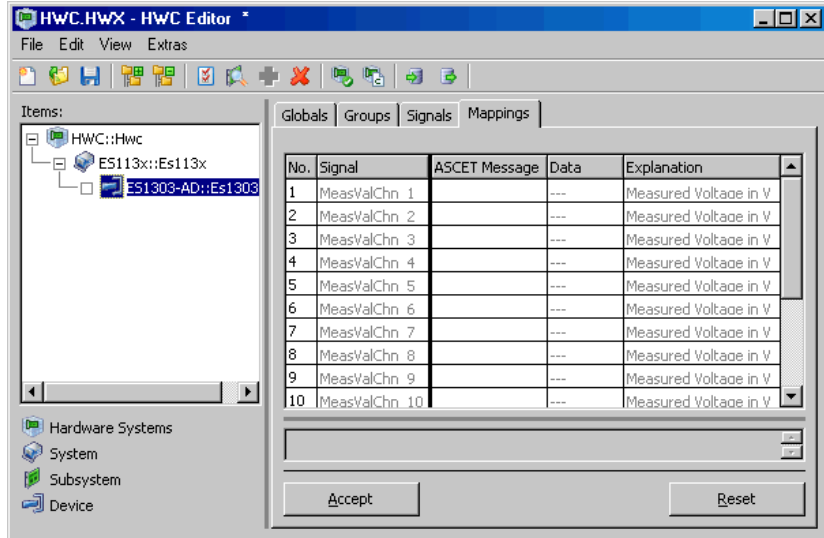 HWC.HWX - HWC Editor *
File Edit View Extras
Items:
HWC::Hwc
ES113x::Es113x
ES1303-AD::Es1303
Hardware Systems
System
Subsystem
Device
Globals Groups Signals Mappings
No. Signal ASCET Message Data Explanation
1 MeasValChn_1 --- Measured Voltage in V
2 MeasValChn_2 --- Measured Voltage in V
3 MeasValChn_3 --- Measured Voltage in V
4 MeasValChn_4 --- Measured Voltage in V
5 MeasValChn_5 --- Measured Voltage in V
6 MeasValChn_6 --- Measured Voltage in V
7 MeasValChn_7 --- Measured Voltage in V
8 MeasValChn_8 --- Measured Voltage in V
9 MeasValChn_9 --- Measured Voltage in V
10 MeasValChn_10 --- Measured Voltage in V
Accept Reset